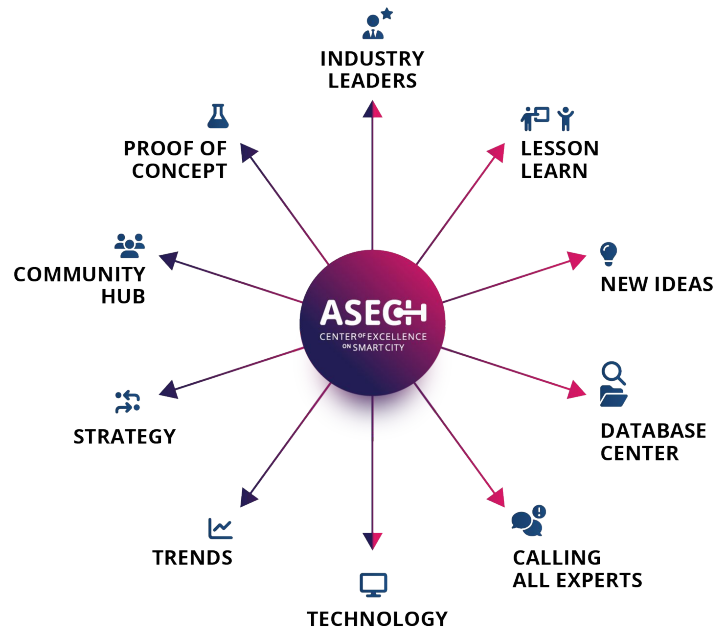 INDUSTRY
LEADERS
PROOF OF
CONCEPT
LESSON
LEARN
COMMUNITY
HUB
NEW IDEAS
ASECH
CENTER OF EXCELLENCE
ON SMART CITY
STRATEGY
DATABASE
CENTER
TRENDS
CALLING
ALL EXPERTS
TECHNOLOGY